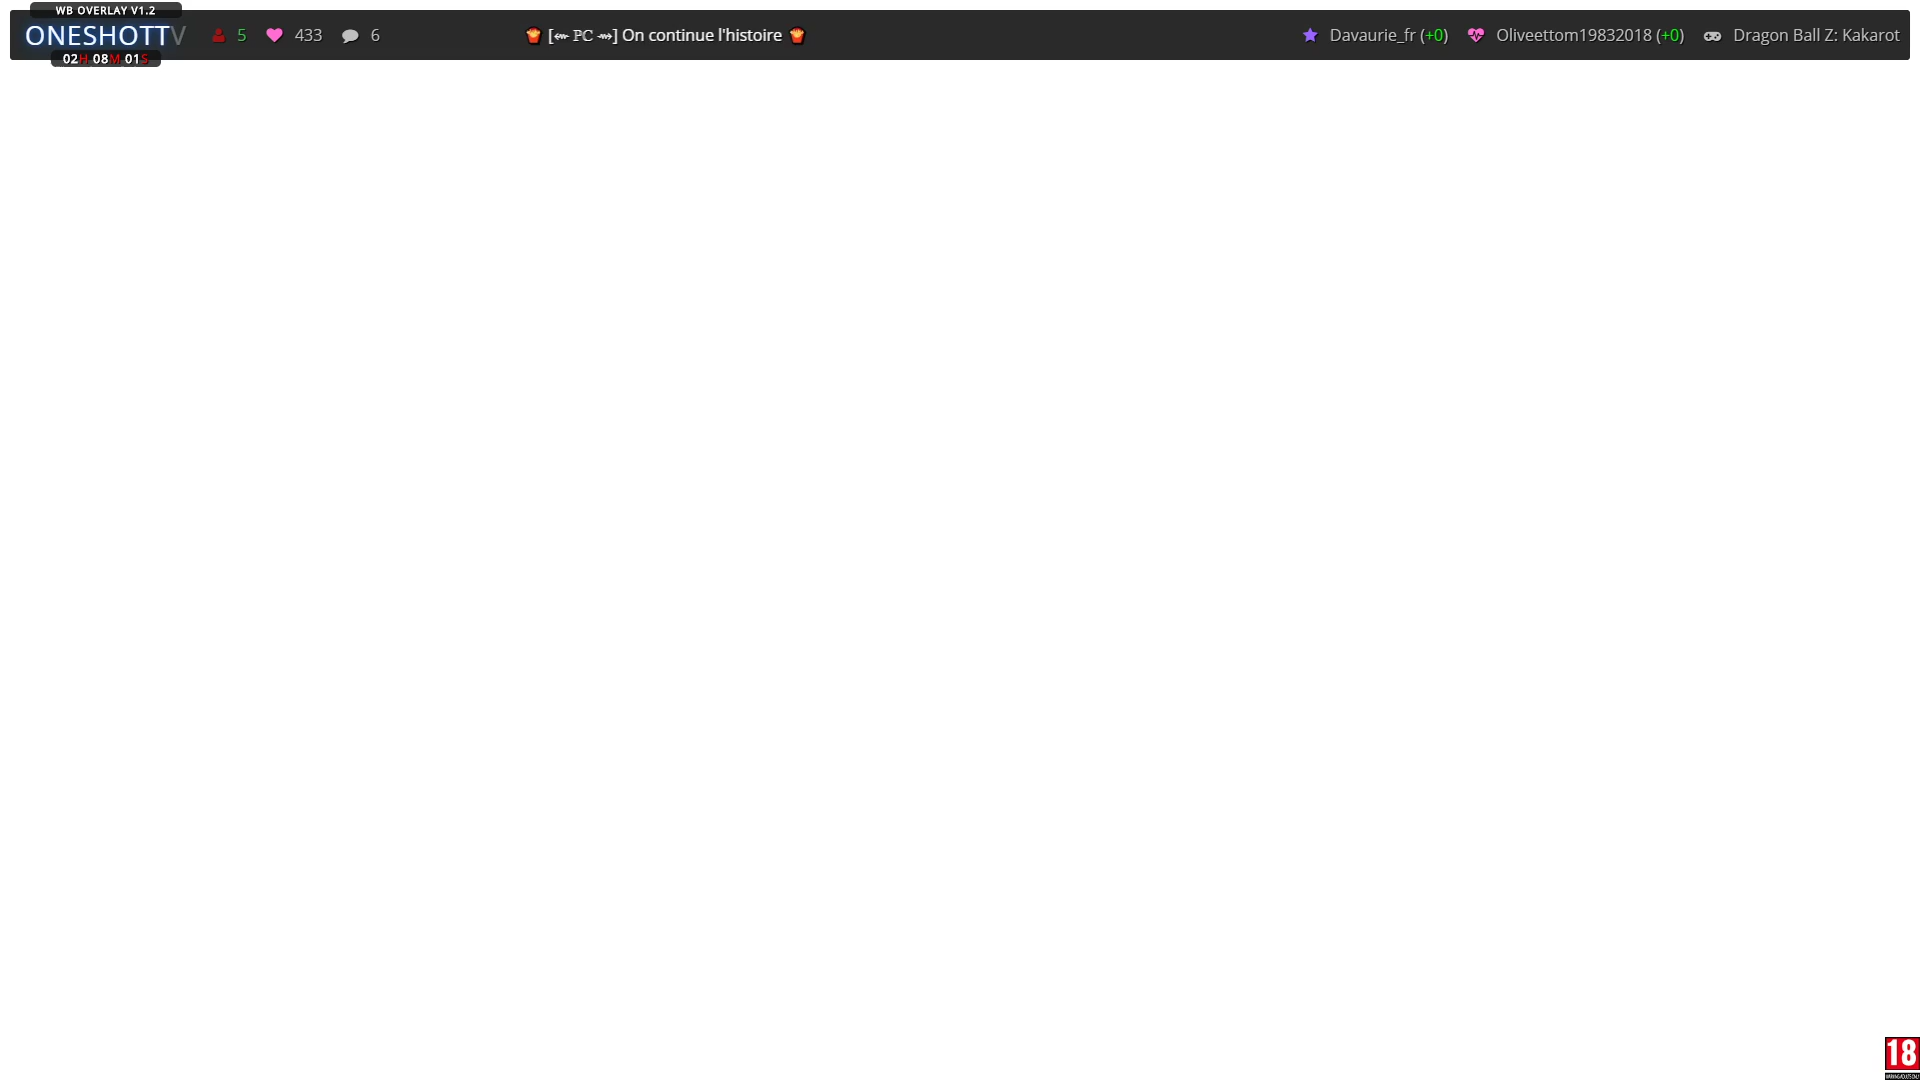 WB OVERLAY V1.2
ONESHOTTV
02H 08M 01S
5
433
6
[⇜ ℙℂ ⇝] On continue l'histoire
Davaurie_fr (+0)
Oliveettom19832018 (+0)
Dragon Ball Z: Kakarot
18